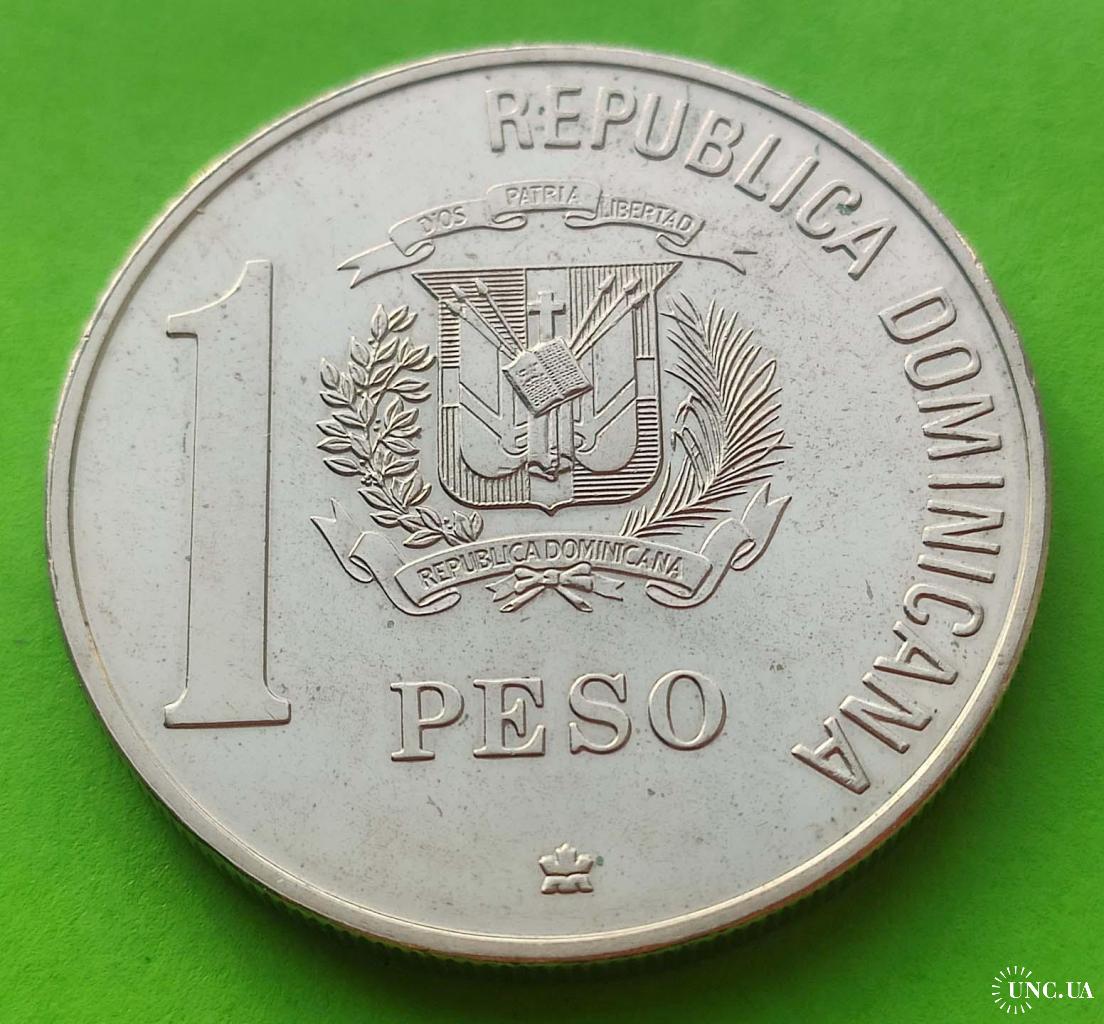 REPUBLICA DOMINICANA
DIOS PATRIA LIBERTAD
1
REPUBLICA DOMINICANA
PESO
UNC.UA